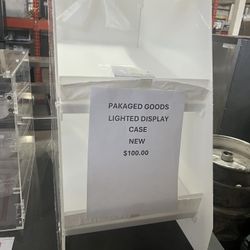 PAKAGED GOODS
LIGHTED DISPLAY
CASE
NEW
$100.00